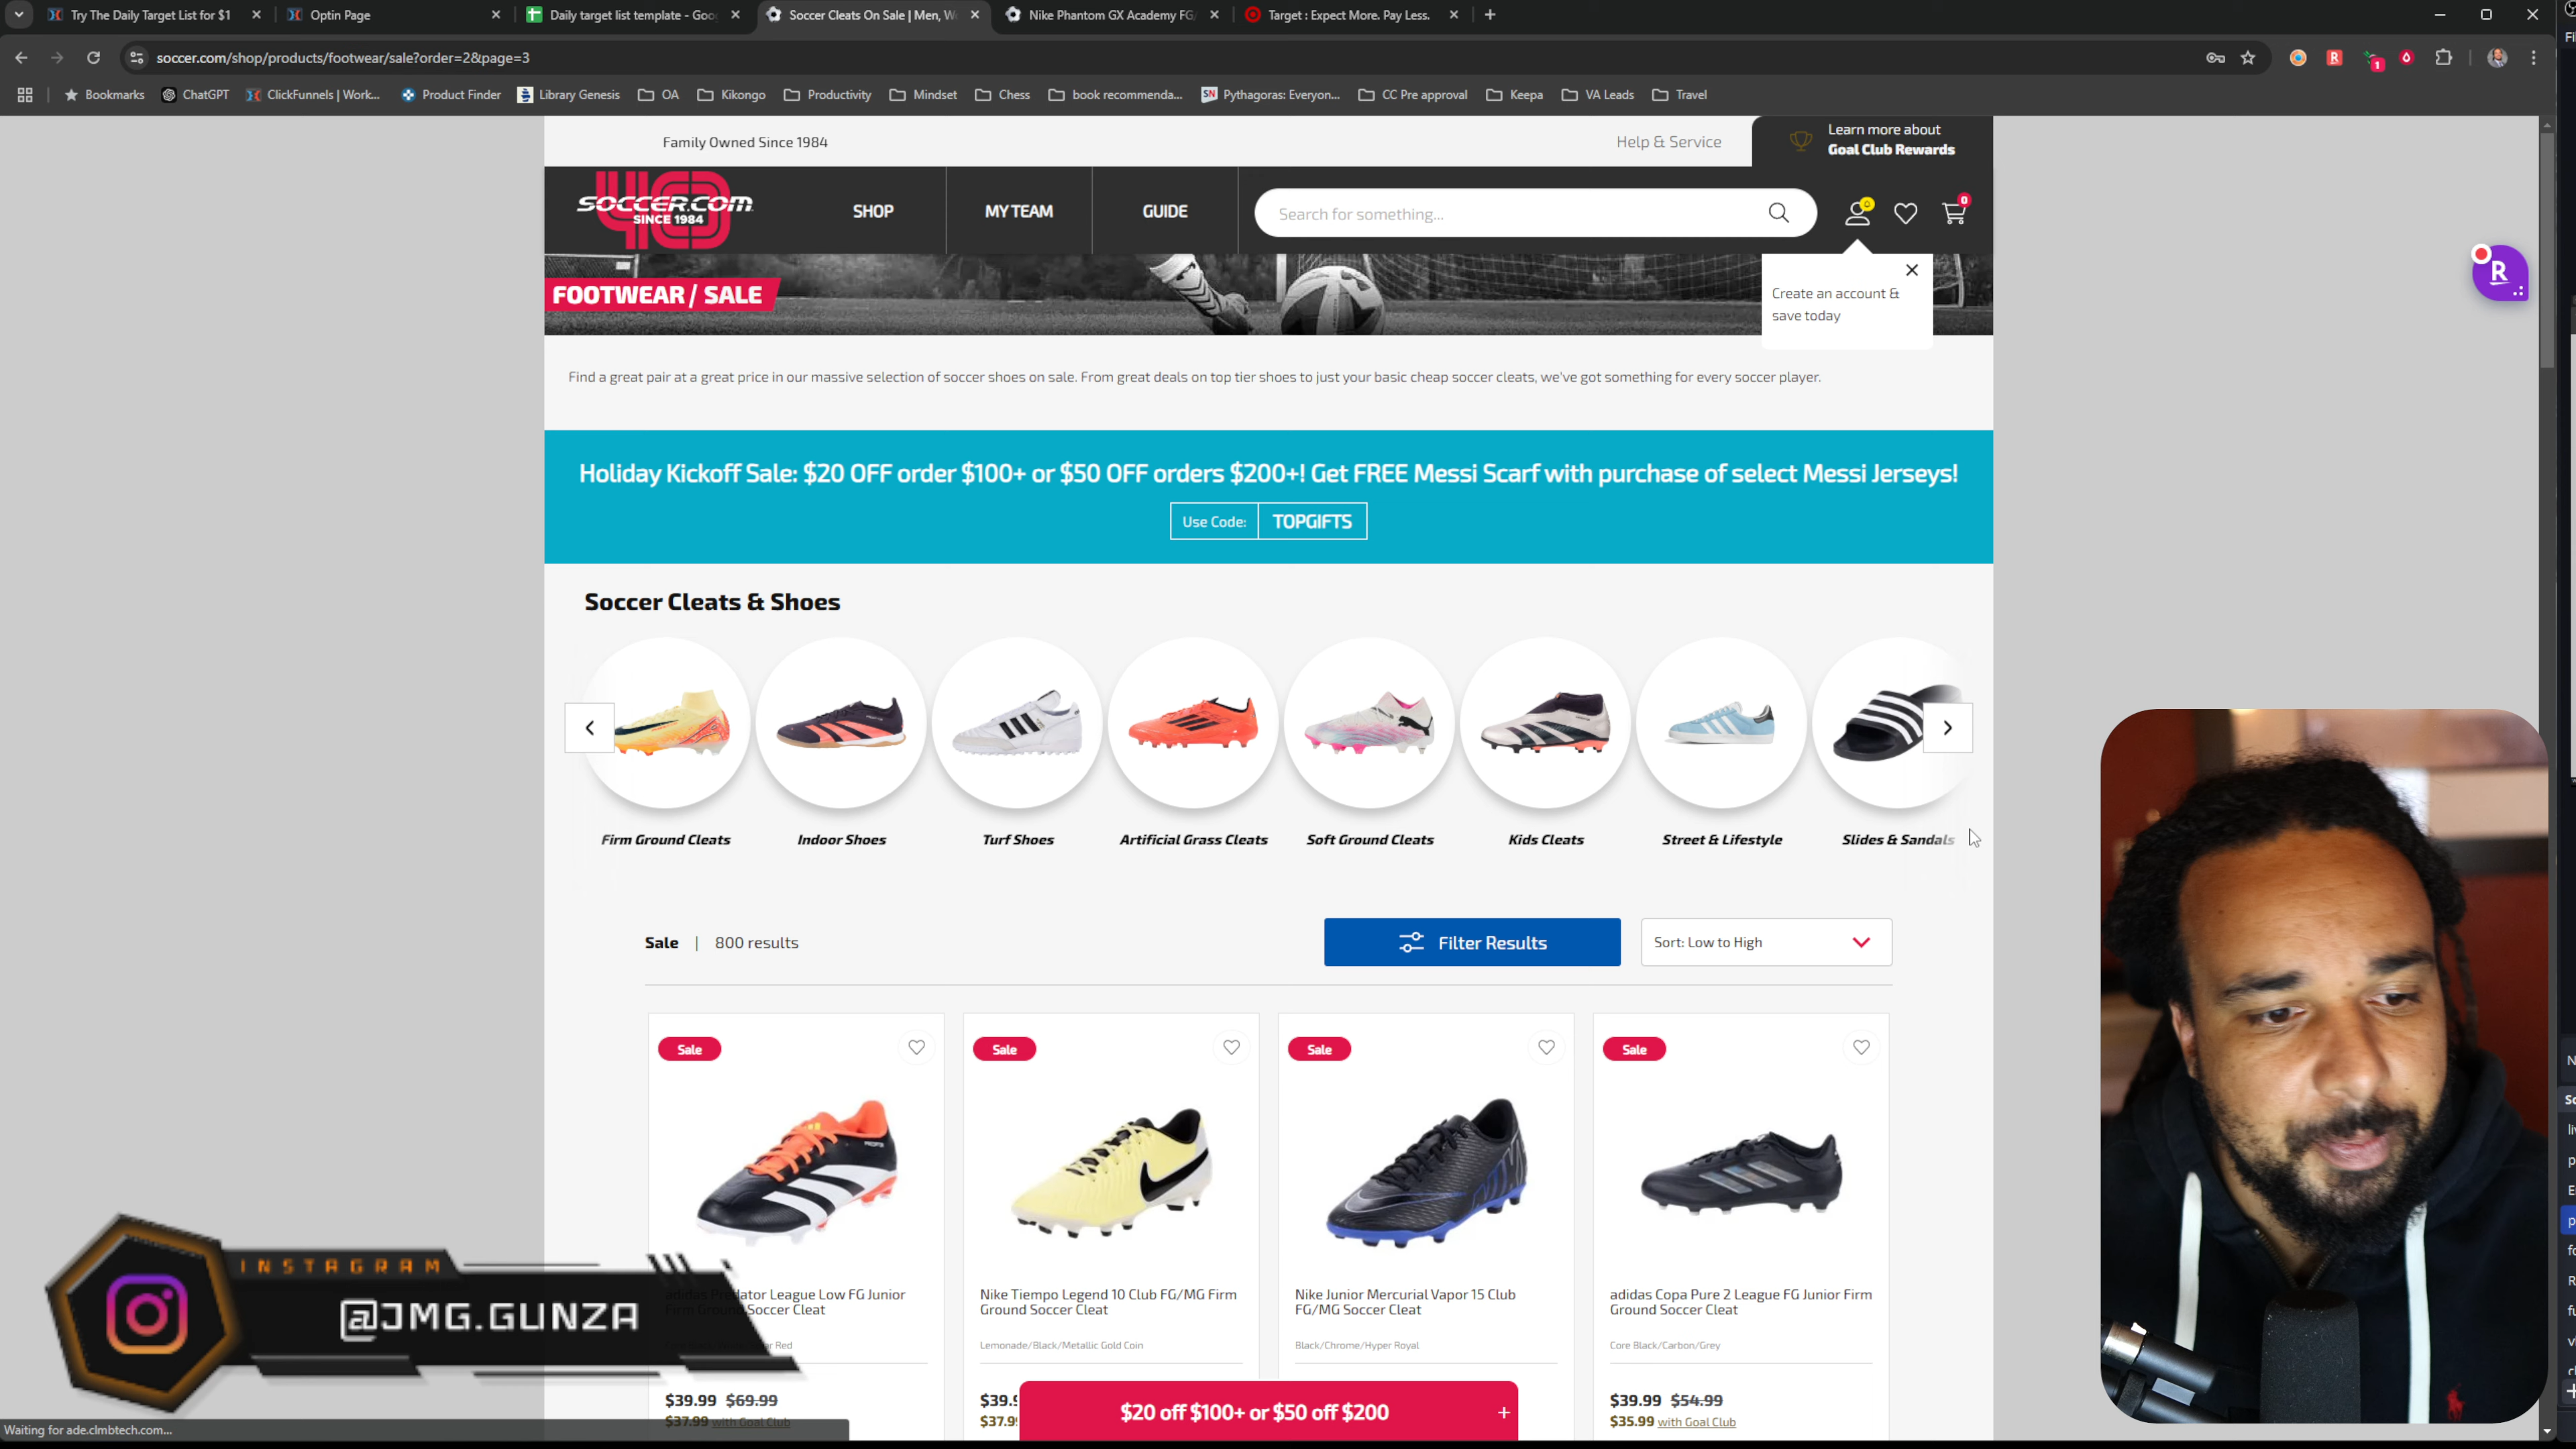 Try The Daily Target List for $1
Optin Page
Daily target list template - Goo
Soccer Cleats On Sale | Men, W
Nike Phantom GX Academy FG/
Target : Expect More. Pay Less.
soccer.com/shop/products/footwear/sale?order=2&page=3
Bookmarks
ChatGPT
ClickFunnels | Work...
Product Finder
Library Genesis
OA
Kikongo
Productivity
Mindset
Chess
book recommenda...
Pythagoras: Everyon...
CC Pre approval
Keepa
VA Leads
Travel
Family Owned Since 1984
Help & Service
Learn more about
Goal Club Rewards
40
SOCCER.COM
SINCE 1984
SHOP
MY TEAM
GUIDE
Search for something...
0
FOOTWEAR / SALE
Create an account &
save today
Find a great pair at a great price in our massive selection of soccer shoes on sale. From great deals on top tier shoes to just your basic cheap soccer cleats, we've got something for every soccer player.
Holiday Kickoff Sale: $20 OFF order $100+ or $50 OFF orders $200+! Get FREE Messi Scarf with purchase of select Messi Jerseys!
Use Code: TOPGIFTS
Soccer Cleats & Shoes
Firm Ground Cleats
Indoor Shoes
Turf Shoes
Artificial Grass Cleats
Soft Ground Cleats
Kids Cleats
Street & Lifestyle
Slides & Sandals
Sale | 800 results
Filter Results
Sort: Low to High
Sale
Sale
Sale
Sale
adidas Predator League Low FG Junior
Firm Ground Soccer Cleat
Red
$39.99 $69.99
$37.99 with Goal Club
Nike Tiempo Legend 10 Club FG/MG Firm
Ground Soccer Cleat
Lemonade/Black/Metallic Gold Coin
$39.9
$37.9
Nike Junior Mercurial Vapor 15 Club
FG/MG Soccer Cleat
Black/Chrome/Hyper Royal
adidas Copa Pure 2 League FG Junior Firm
Ground Soccer Cleat
Core Black/Carbon/Grey
$39.99 $54.99
$35.99 with Goal Club
$20 off $100+ or $50 off $200 +
INSTAGRAM
@JMG.GUNZA
Waiting for ade.clmbtech.com...